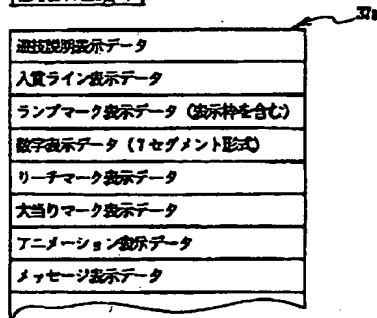 37a
遊技説明表示データ
入賞ライン表示データ
ランプマーク表示データ (表示枠を含む)
数字表示データ (7セグメント形式)
リーチマーク表示データ
大当りマーク表示データ
アニメーション表示データ
メッセージ表示データ